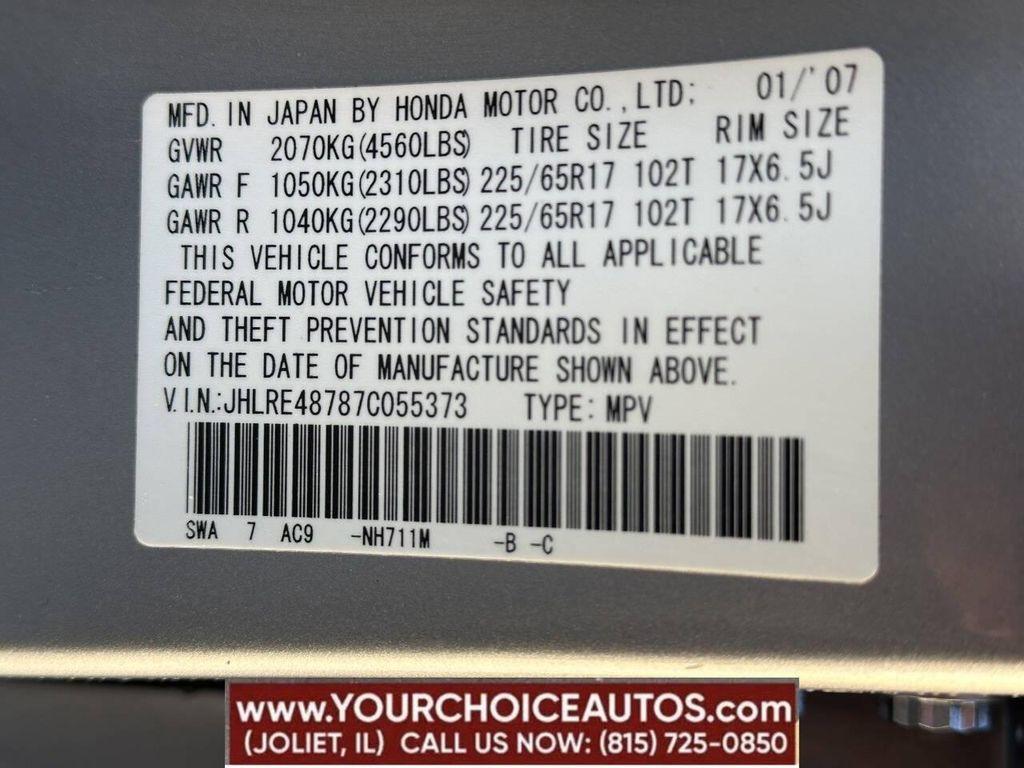 MFD. IN JAPAN BY HONDA MOTOR CO., LTD: 01/'07
GVWR 2070KG(4560LBS) TIRE SIZE RIM SIZE
GAWR F 1050KG(2310LBS) 225/65R17 102T 17X6.5J
GAWR R 1040KG(2290LBS) 225/65R17 102T 17X6.5J
THIS VEHICLE CONFORMS TO ALL APPLICABLE
FEDERAL MOTOR VEHICLE SAFETY
AND THEFT PREVENTION STANDARDS IN EFFECT
ON THE DATE OF MANUFACTURE SHOWN ABOVE.
V.I.N.:JHLRE48787C055373 TYPE: MPV
SWA 7 AC9 -NH711M -B -C
www.YOURCHOICEAUTOS.com
(JOLIET, IL) CALL US NOW: (815) 725-0850